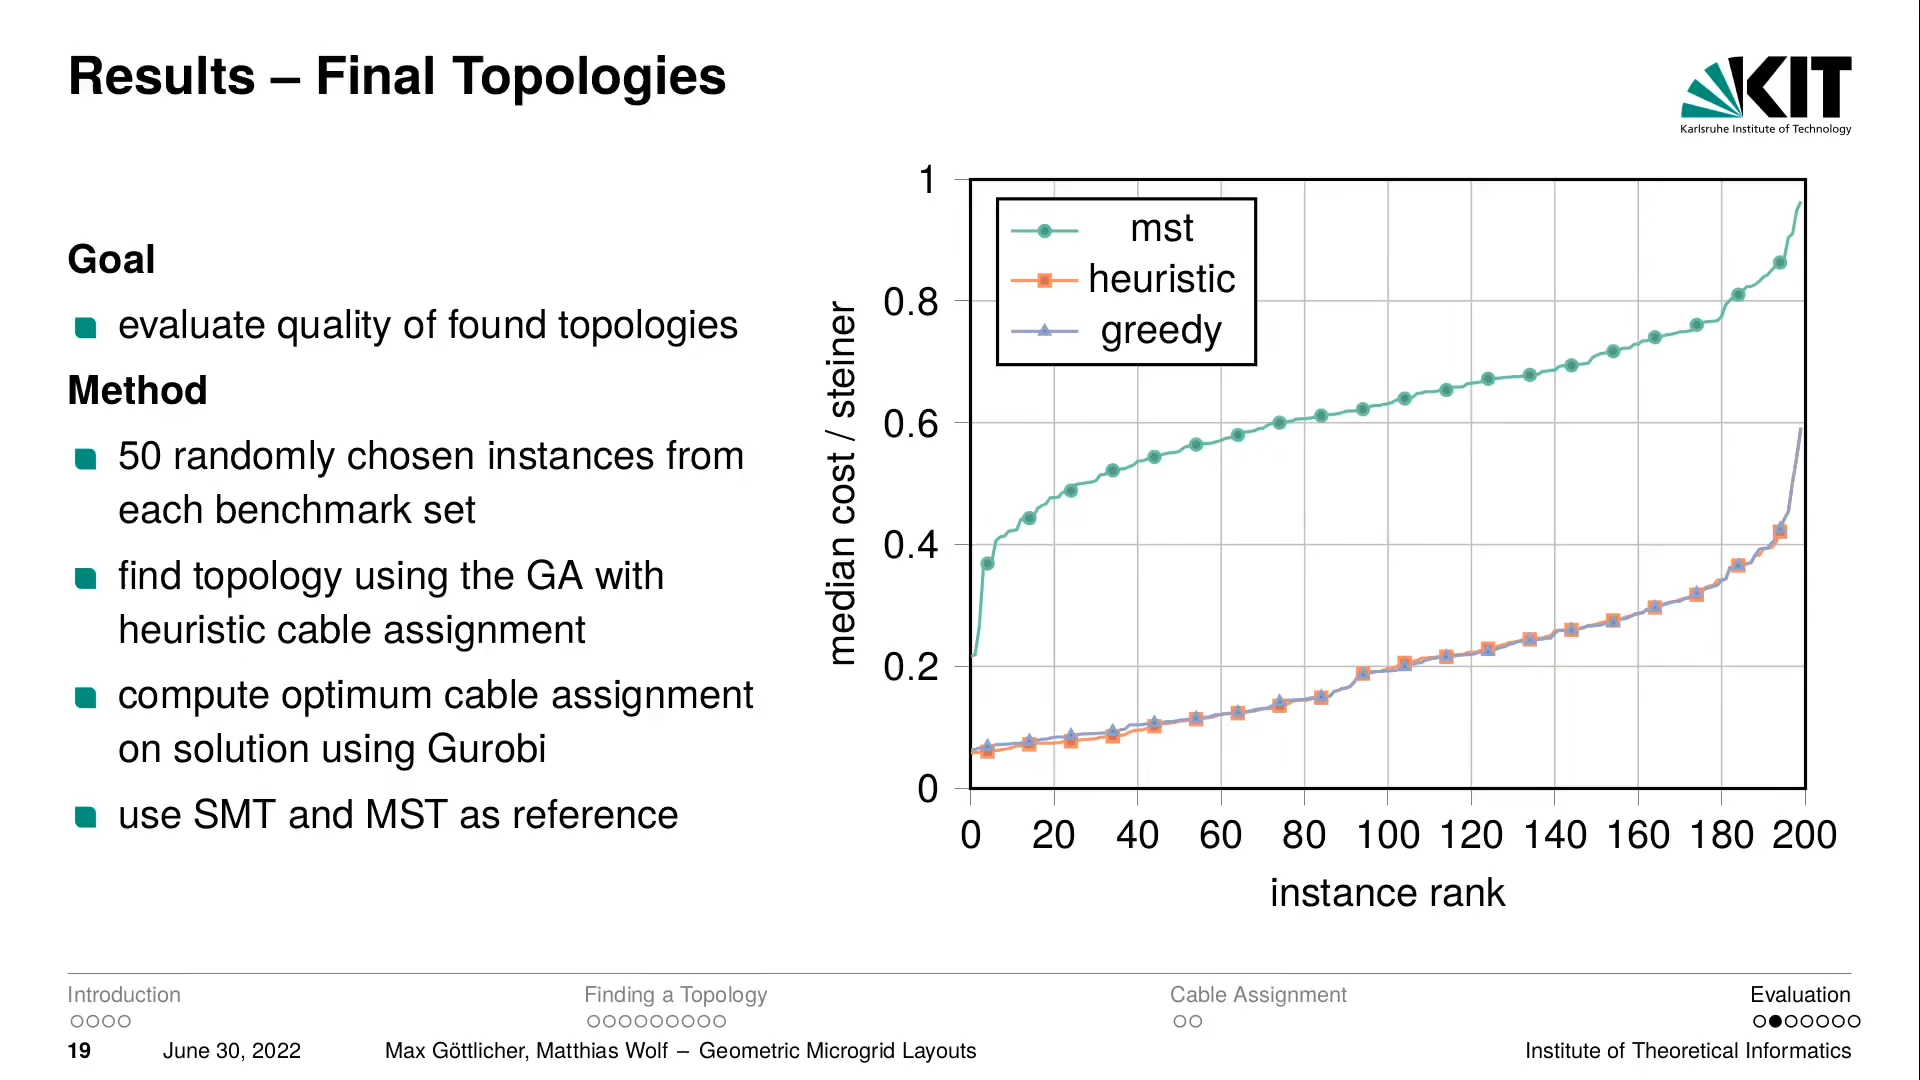 Results – Final Topologies
KIT
Karlsruhe Institute of Technology
Goal
evaluate quality of found topologies
Method
50 randomly chosen instances from
each benchmark set
find topology using the GA with
heuristic cable assignment
compute optimum cable assignment
on solution using Gurobi
use SMT and MST as reference
mst
heuristic
greedy
median cost / steiner
1
0.8
0.6
0.4
0.2
0
0 20 40 60 80 100 120 140 160 180 200
instance rank
Introduction Finding a Topology Cable Assignment Evaluation
19 June 30, 2022 Max Göttlicher, Matthias Wolf – Geometric Microgrid Layouts Institute of Theoretical Informatics